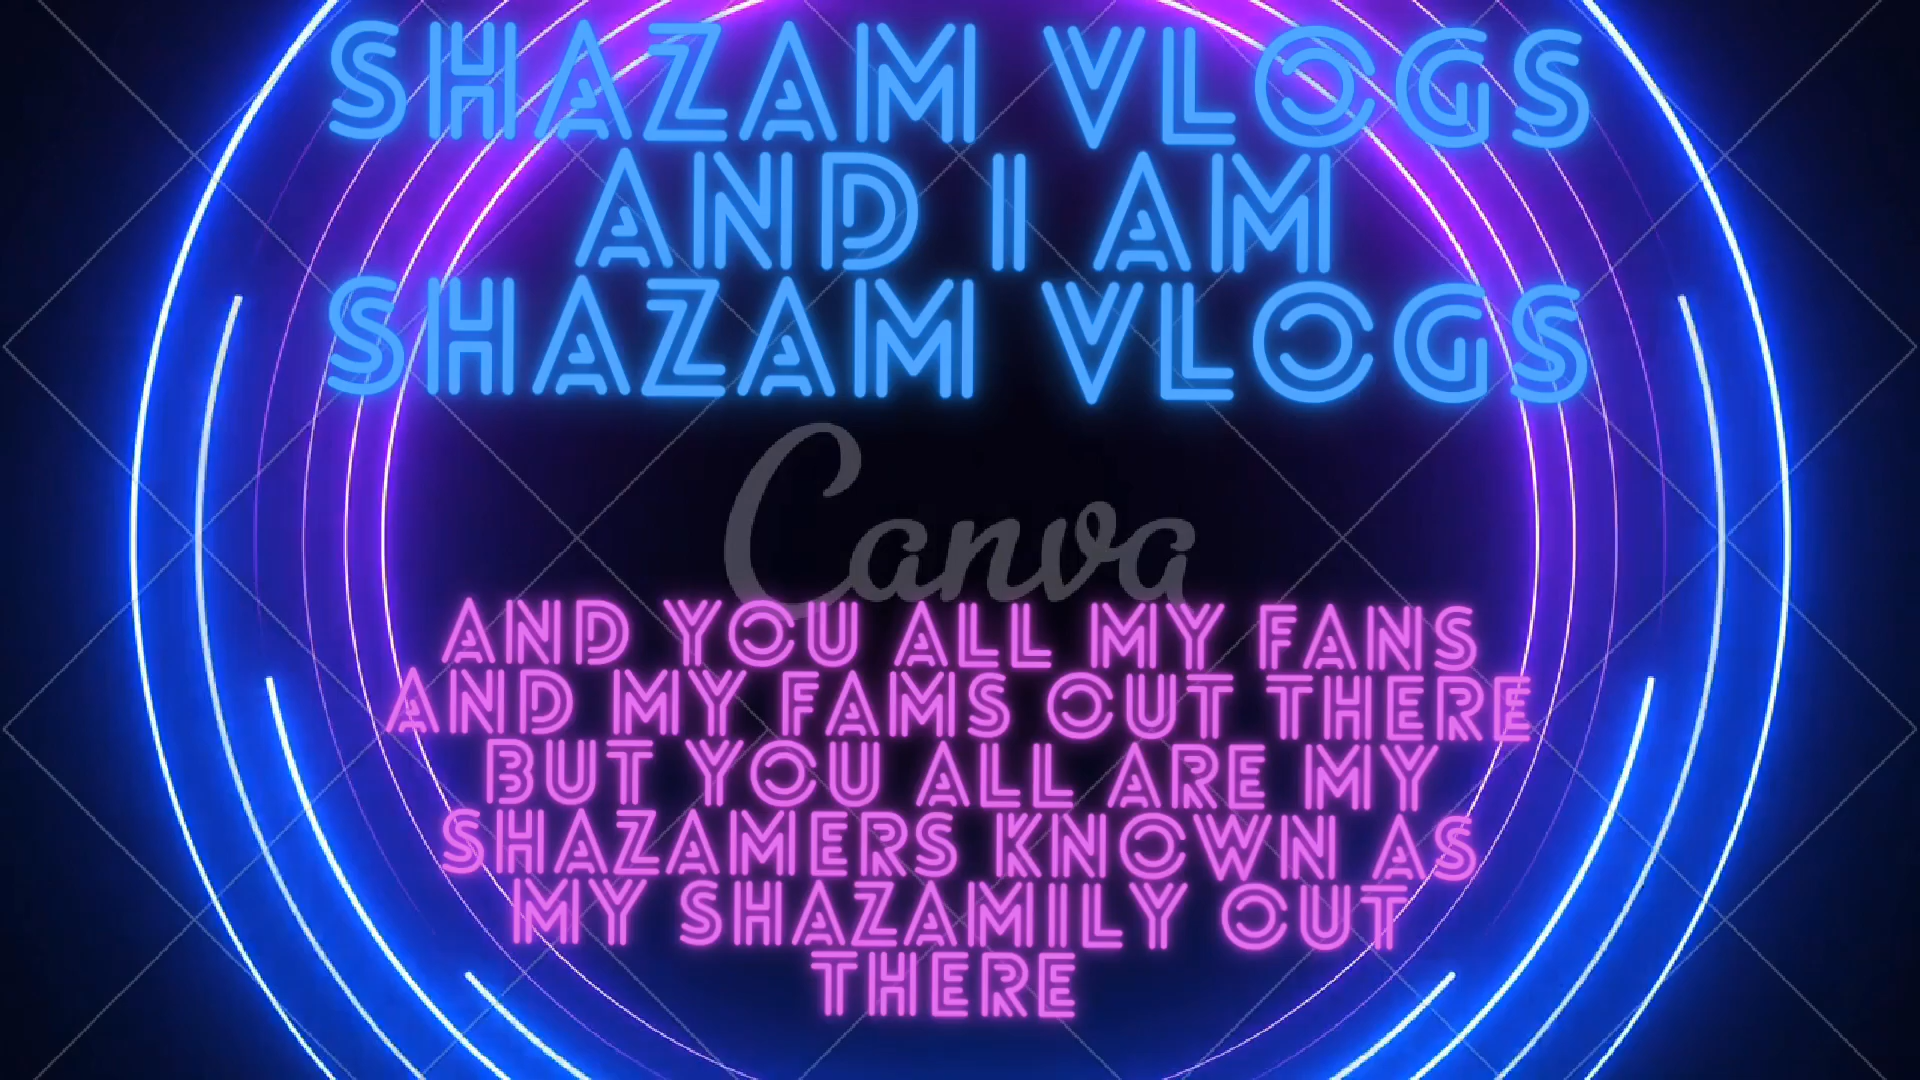 SHAZAM VLOGS
AND I AM
SHAZAM VLOGS
Canva
AND YOU ALL MY FANS
AND MY FAMS OUT THERE
BUT YOU ALL ARE MY
SHAZAMERS KNOWN AS
MY SHAZAMILY OUT
THERE